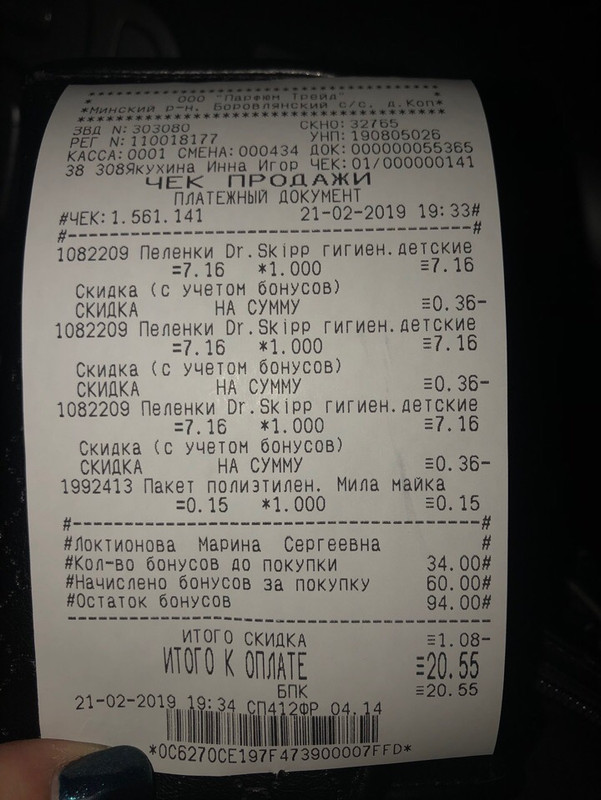 ************************************
ООО "Парфюм Трейд"
*Минский р-н, Боровлянский с/с, д.Коп*
************************************
ЗВД N:303080 СКНО:32765
РЕГ N:110018177 УНП:190805026
КАССА:0001 СМЕНА:000434 ДОК:000000055365
38 308Якухина Инна Игор ЧЕК:01/000000141
ЧЕК ПРОДАЖИ
ПЛАТЕЖНЫЙ ДОКУМЕНТ
#ЧЕК:1.561.141 21-02-2019 19:33#
#--------------------------------------#
1082209 Пеленки Dr.Skipp гигиен.детские
=7.16 *1.000 ≡7.16
Скидка (с учетом бонусов)
СКИДКА НА СУММУ ≡0.36-
1082209 Пеленки Dr.Skipp гигиен.детские
=7.16 *1.000 ≡7.16
Скидка (с учетом бонусов)
СКИДКА НА СУММУ ≡0.36-
1082209 Пеленки Dr.Skipp гигиен.детские
=7.16 *1.000 ≡7.16
Скидка (с учетом бонусов)
СКИДКА НА СУММУ ≡0.36-
1992413 Пакет полиэтилен. Мила майка
=0.15 *1.000 ≡0.15
#--------------------------------------#
#Локтионова Марина Сергеевна #
#Кол-во бонусов до покупки 34.00#
#Начислено бонусов за покупку 60.00#
#Остаток бонусов 94.00#
----------------------------------------
ИТОГО СКИДКА ≡1.08-
ИТОГО К ОПЛАТЕ ≡20.55
БПК ≡20.55
21-02-2019 19:34 СП412ФР 04.14
*0C6270CE197F473900007FFD*